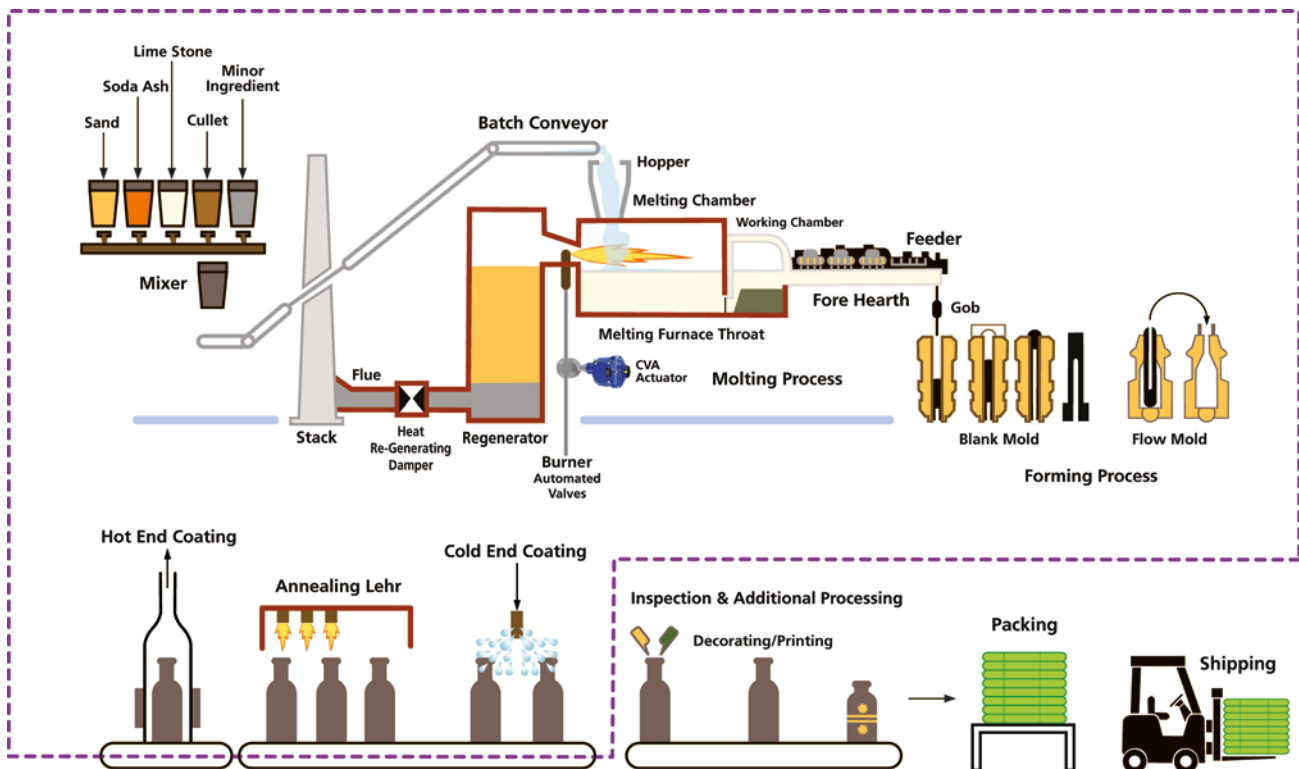 Lime Stone
Soda Ash
Minor
Ingredient
Sand
Cullet
Mixer
Batch Conveyor
Hopper
Melting Chamber
Working Chamber
Feeder
Fore Hearth
Gob
Melting Furnace Throat
CVA
Actuator
Molting Process
Flue
Stack
Heat
Re-Generating
Damper
Regenerator
Burner
Automated
Valves
Blank Mold
Flow Mold
Forming Process
Hot End Coating
Annealing Lehr
Cold End Coating
Inspection & Additional Processing
Decorating/Printing
Packing
Shipping